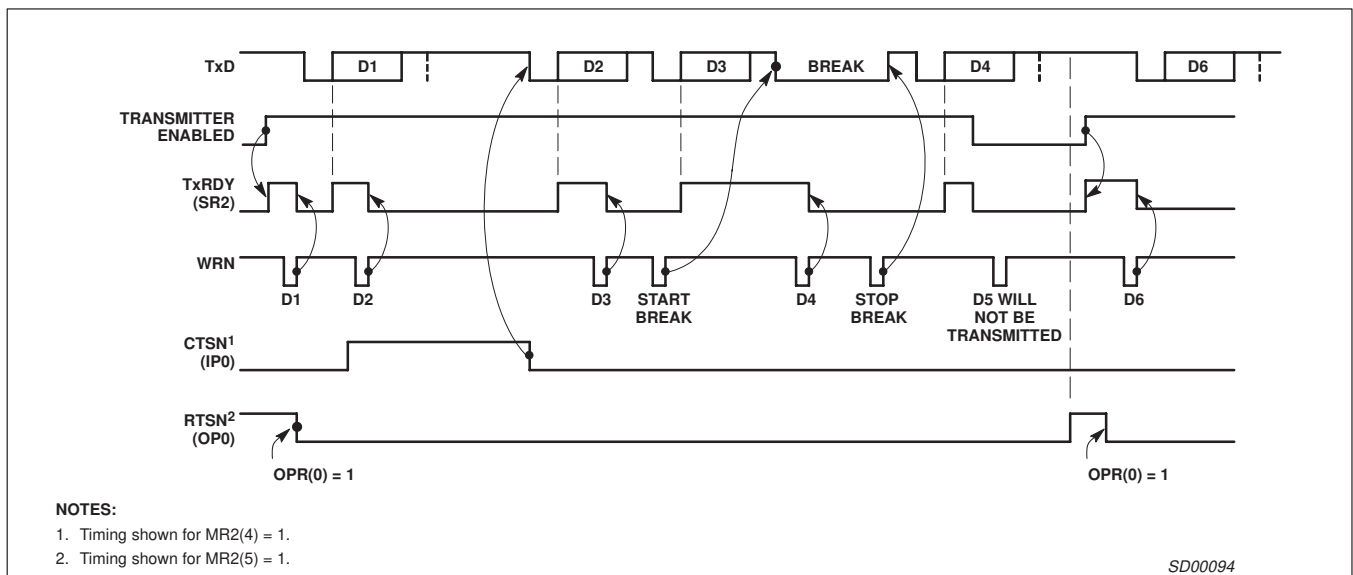 TxD
D1
D2
D3
BREAK
D4
D6
TRANSMITTER
ENABLED
TxRDY
(SR2)
WRN
D1
D2
D3
START
BREAK
D4
STOP
BREAK
D5 WILL
NOT BE
TRANSMITTED
D6
CTSN1
(IP0)
RTSN2
(OP0)
OPR(0) = 1
OPR(0) = 1
NOTES:
1. Timing shown for MR2(4) = 1.
2. Timing shown for MR2(5) = 1.
SD00094